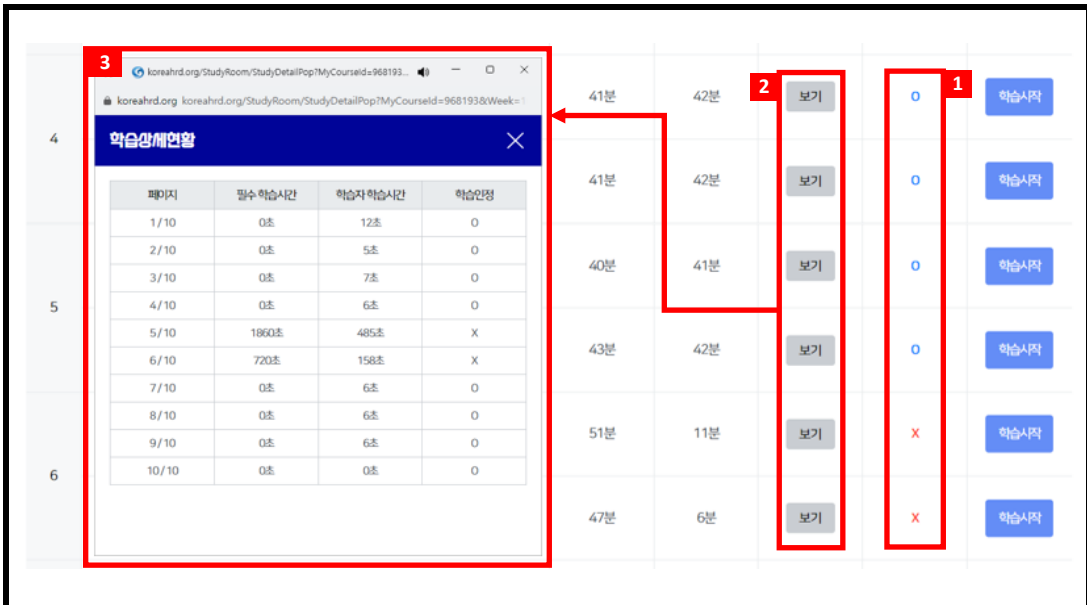 3
koreahrd.org/StudyRoom/StudyDetailPop?MyCourseId=968193...
koreahrd.org koreahrd.org/StudyRoom/StudyDetailPop?MyCourseId=968193&Week=1
학습상세현황
페이지 필수 학습시간 학습자 학습시간 학습인정
1/10 0초 12초 O
2/10 0초 5초 O
3/10 0초 7초 O
4/10 0초 6초 O
5/10 1860초 485초 X
6/10 720초 158초 X
7/10 0초 6초 O
8/10 0초 6초 O
9/10 0초 6초 O
10/10 0초 0초 O
2
1
4
41분 42분 보기 O 학습시작
41분 42분 보기 O 학습시작
5
40분 41분 보기 O 학습시작
43분 42분 보기 O 학습시작
6
51분 11분 보기 X 학습시작
47분 6분 보기 X 학습시작